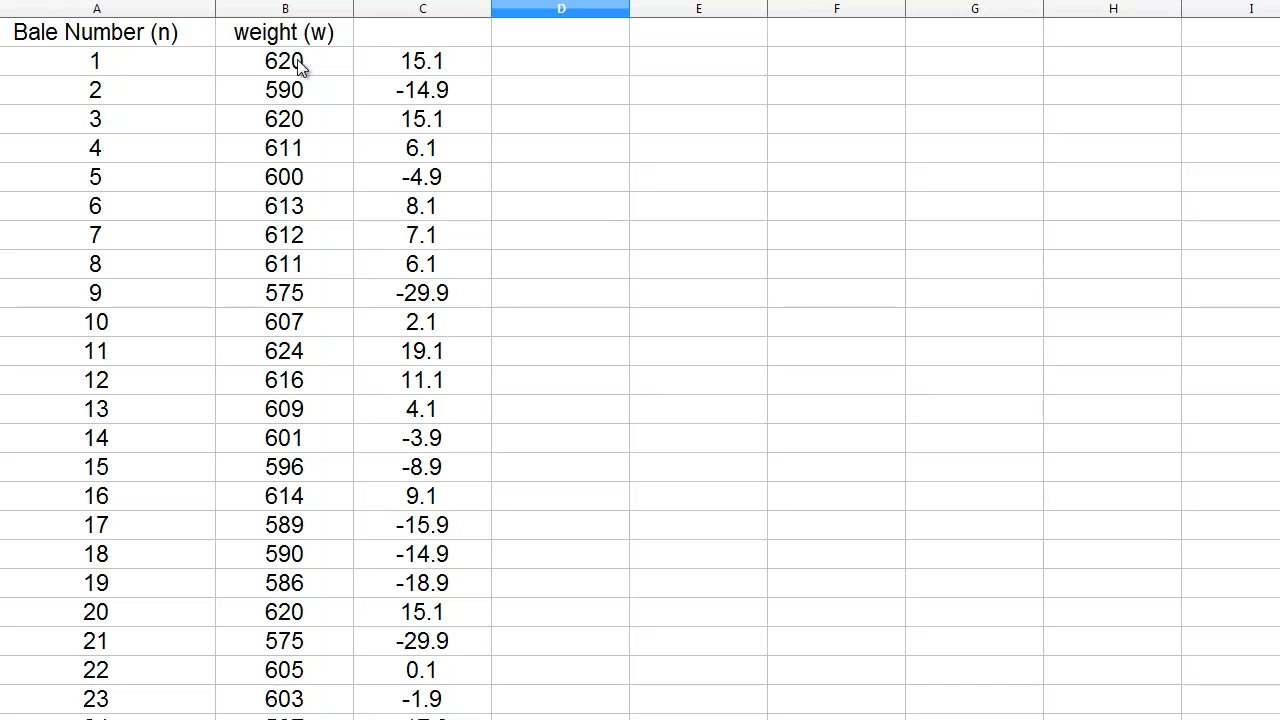 A B C D E F G H I
Bale Number (n) weight (w)
1 620 15.1
2 590 -14.9
3 620 15.1
4 611 6.1
5 600 -4.9
6 613 8.1
7 612 7.1
8 611 6.1
9 575 -29.9
10 607 2.1
11 624 19.1
12 616 11.1
13 609 4.1
14 601 -3.9
15 596 -8.9
16 614 9.1
17 589 -15.9
18 590 -14.9
19 586 -18.9
20 620 15.1
21 575 -29.9
22 605 0.1
23 603 -1.9